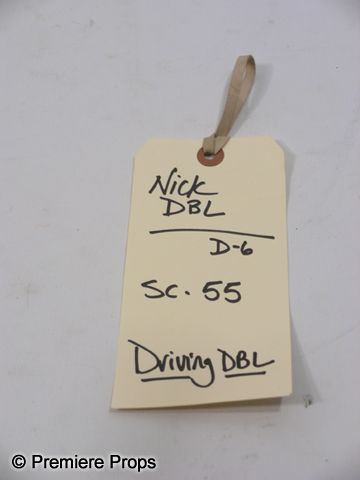 Nick
DBL
D-6
Sc. 55
Driving DBL
© Premiere Props